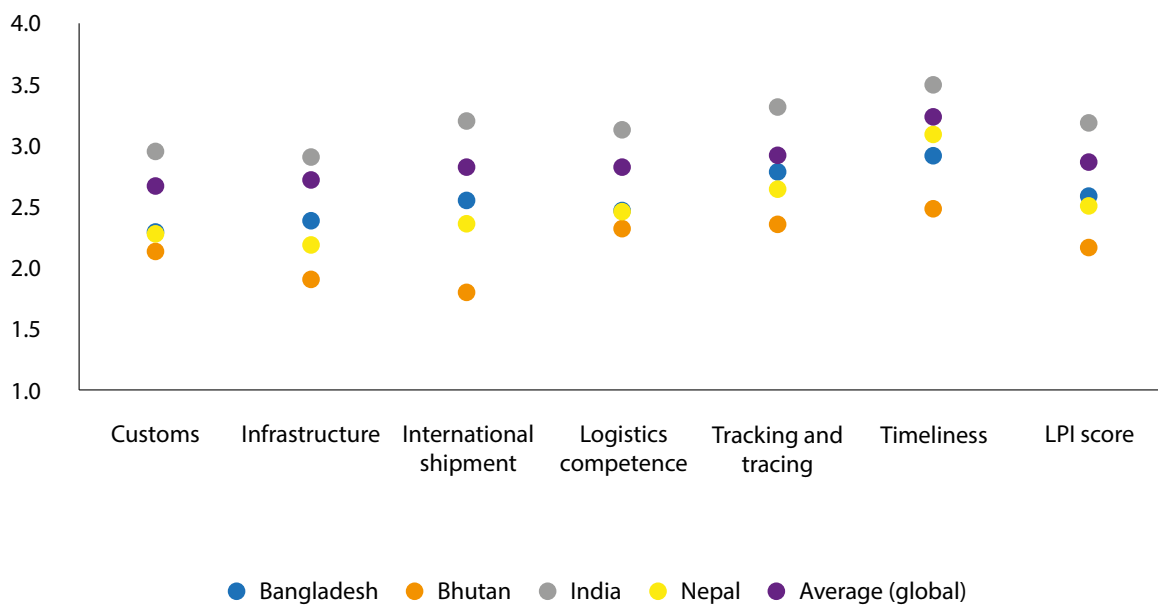 4.0
3.5
3.0
2.5
2.0
1.5
1.0
Customs
Infrastructure
International
shipment
Logistics
competence
Tracking and
tracing
Timeliness
LPI score
Bangladesh
Bhutan
India
Nepal
Average (global)